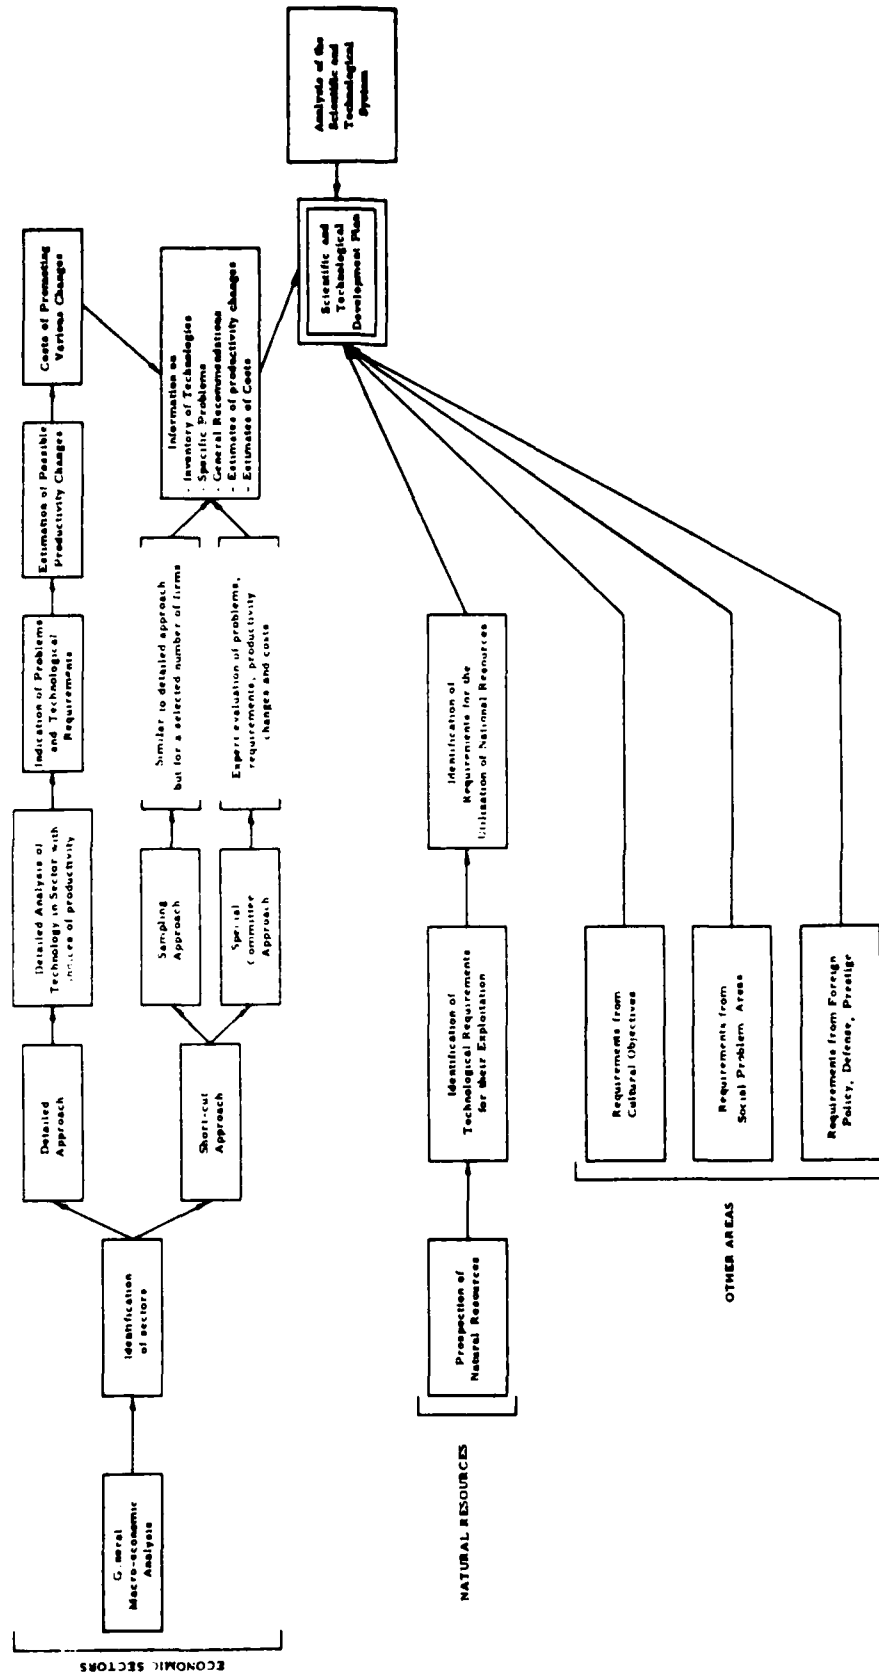 ECONOMIC SECTORS
G.neral
Macro-economic
Analysis
Identification
of sectors
Detailed
Approach
Detailed Analysis of
Technology in Sector with
of productivity
Indication of Problems
and Technological
Requirements
Estimation of Possible
Productivity Changes
Costs of Promoting
Various Changes
Short-cut
Approach
Sampling
Approach
Similar to detailed approach
but for a selected number of firms
Special
Committee
Approach
Expert evaluation of problems,
requirements, productivity
changes and costs
Information on
- Inventory of Technologies
- Specific Problems
- General Recommendations
- Estimates of productivity changes
- Estimates of Costs
Scientific and
Technological
Development Plan
Analysis of the
Scientific and
Technological
System
NATURAL RESOURCES
Prospection of
Natural Resources
Identification of
Technological Requirements
for their Exploitation
Identification of
Requirements for the
Utilisation of National Resources
OTHER AREAS
Requirements from
Cultural Objectives
Requirements from
Social Problem Areas
Requirements from Foreign
Policy, Defense, Prestige